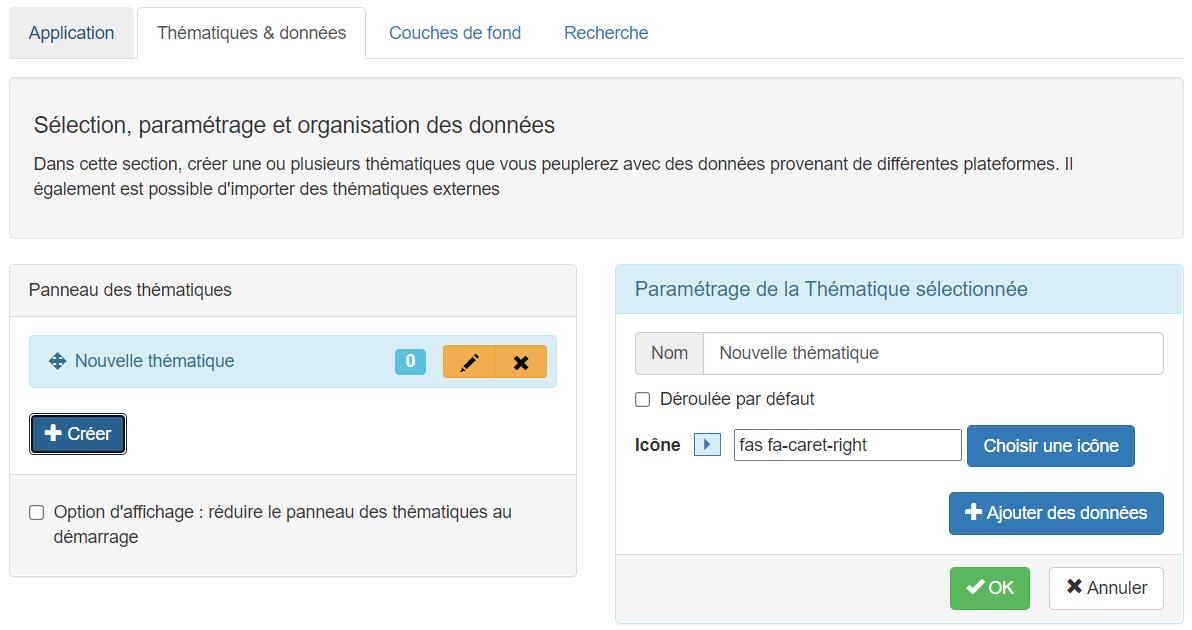 Application
Thématiques & données
Couches de fond
Recherche
Sélection, paramétrage et organisation des données
Dans cette section, créer une ou plusieurs thématiques que vous peuplerez avec des données provenant de différentes plateformes. Il
également est possible d'importer des thématiques externes
Panneau des thématiques
Nouvelle thématique
0
Créer
Option d'affichage : réduire le panneau des thématiques au
démarrage
Paramétrage de la Thématique sélectionnée
Nom
Nouvelle thématique
Déroulée par défaut
Icône
fas fa-caret-right
Choisir une icône
Ajouter des données
OK
Annuler